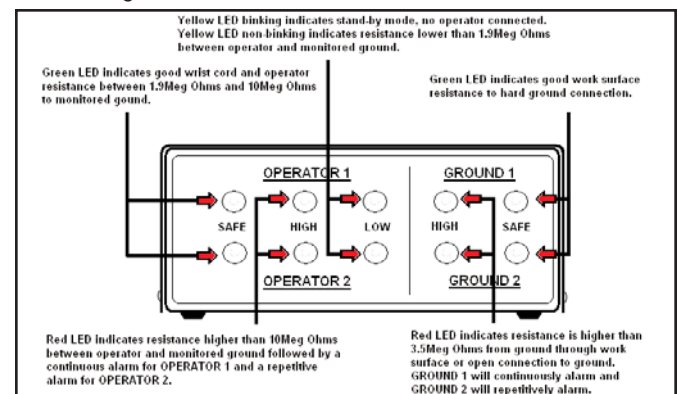 Yellow LED binking indicates stand-by mode, no operator connected.
Yellow LED non-binking indicates resistance lower than 1.9Meg Ohms
between operator and monitored ground.
Green LED indicates good wrist cord and operator
resistance between 1.9Meg Ohms and 10Meg Ohms
to monitored gound.
Green LED indicates good work surface
resistance to hard ground connection.
OPERATOR 1
GROUND 1
SAFE
HIGH
LOW
HIGH
SAFE
OPERATOR 2
GROUND 2
Red LED indicates resistance higher than 10Meg Ohms
between operator and monitored ground followed by a
continuous alarm for OPERATOR 1 and a repetitive
alarm for OPERATOR 2.
Red LED indicates resistance is higher than
3.5Meg Ohms from ground through work
surface or open connection to ground.
GROUND 1 will continuously alarm and
GROUND 2 will repetitively alarm.